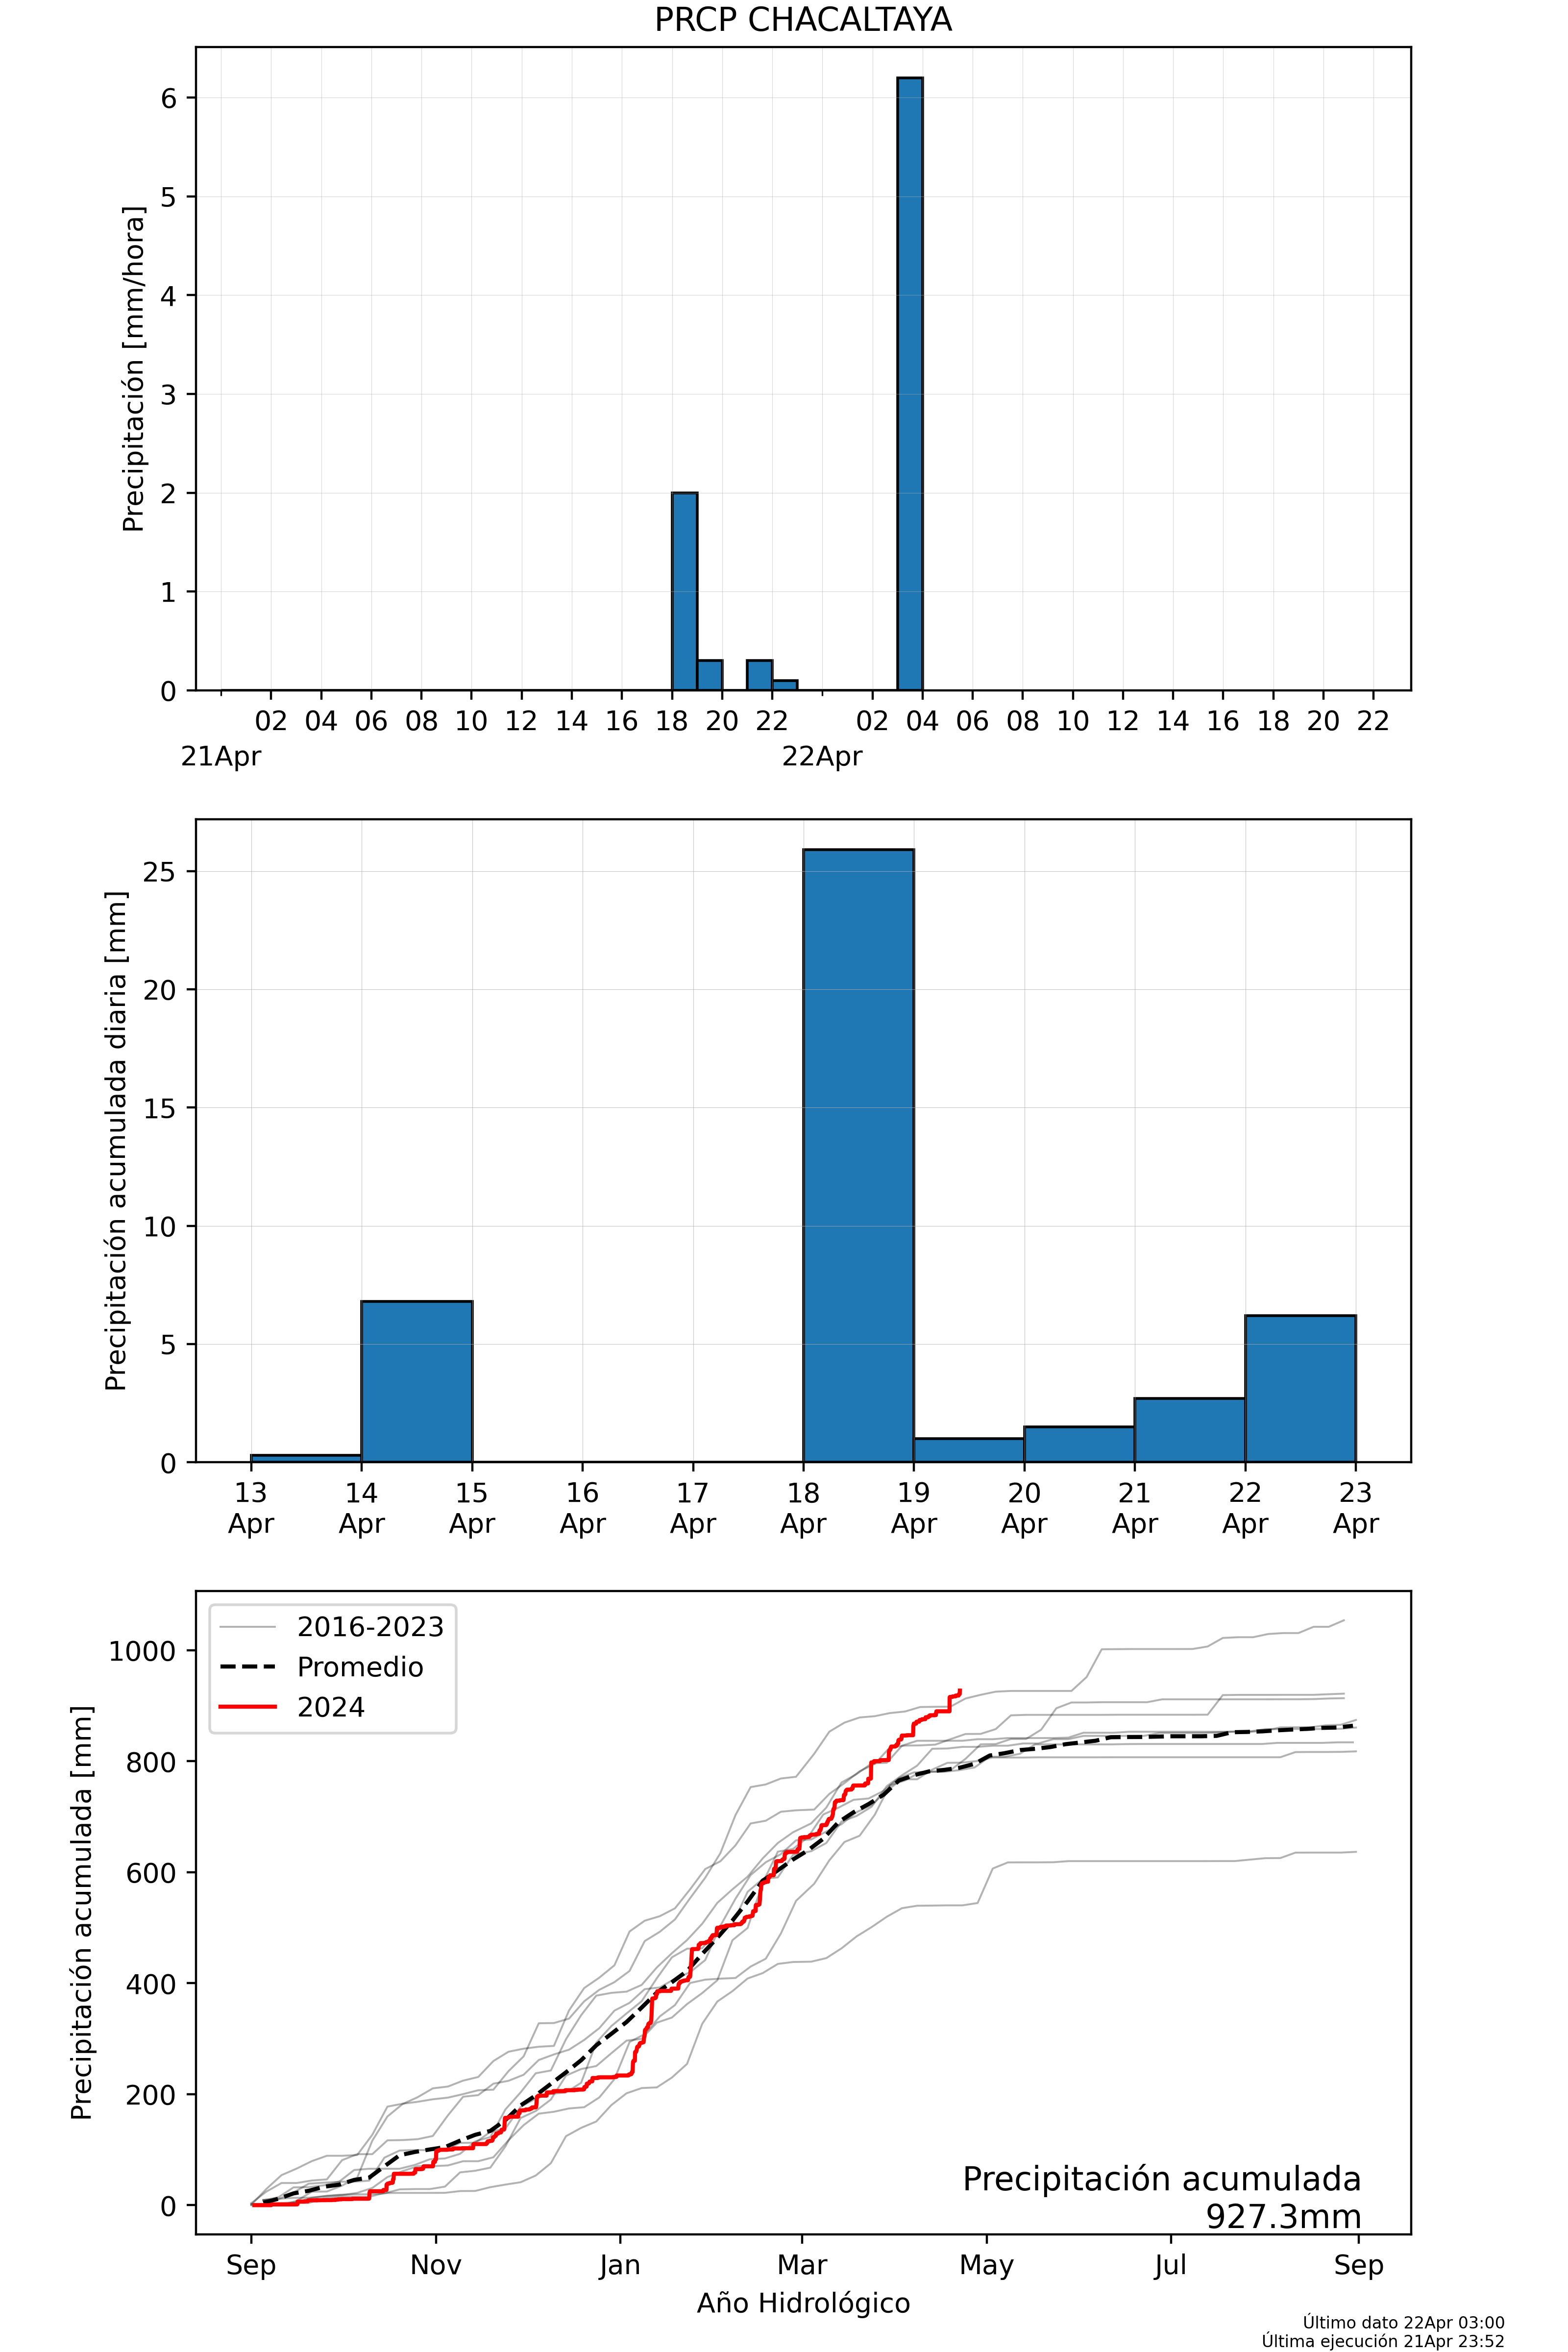 PRCP CHACALTAYA
Precipitación [mm/hora]
6
5
4
3
2
1
0
02 04 06 08 10 12 14 16 18 20 22 02 04 06 08 10 12 14 16 18 20 22
21Apr 22Apr
Precipitación acumulada diaria [mm]
25
20
15
10
5
0
13 14 15 16 17 18 19 20 21 22 23
Apr Apr Apr Apr Apr Apr Apr Apr Apr Apr Apr
Precipitación acumulada [mm]
1000
800
600
400
200
0
2016-2023
Promedio
2024
Precipitación acumulada
927.3mm
Sep Nov Jan Mar May Jul Sep
Año Hidrológico
Último dato 22Apr 03:00
Última ejecución 21Apr 23:52